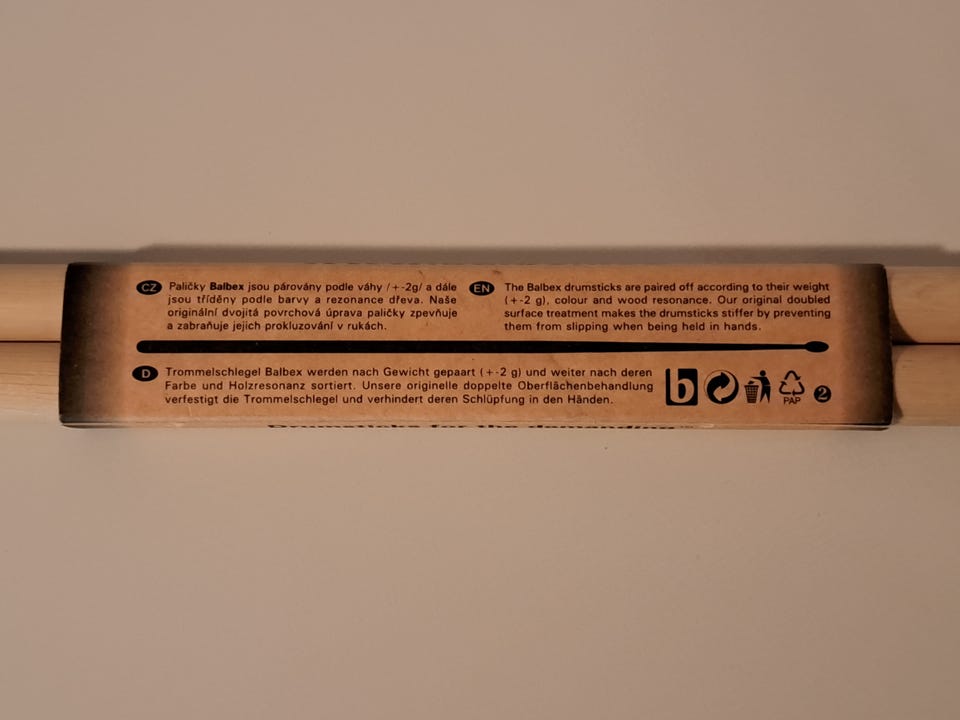 CZ Paličky Balbex jsou párovány podle váhy /+-2g/ a dále
jsou tříděny podle barvy a rezonance dřeva. Naše
originální dvojitá povrchová úprava paličky zpevňuje
a zabraňuje jejich prokluzování v rukách.
EN The Balbex drumsticks are paired off according to their weight
(+-2 g), colour and wood resonance. Our original doubled
surface treatment makes the drumsticks stiffer by preventing
them from slipping when being held in hands.
D Trommelschlegel Balbex werden nach Gewicht gepaart (+-2 g) und weiter nach deren
Farbe und Holzresonanz sortiert. Unsere originelle doppelte Oberflächenbehandlung
verfestigt die Trommelschlegel und verhindert deren Schlüpfung in den Händen.
b
PAP
2
Drumsticks for the demanding